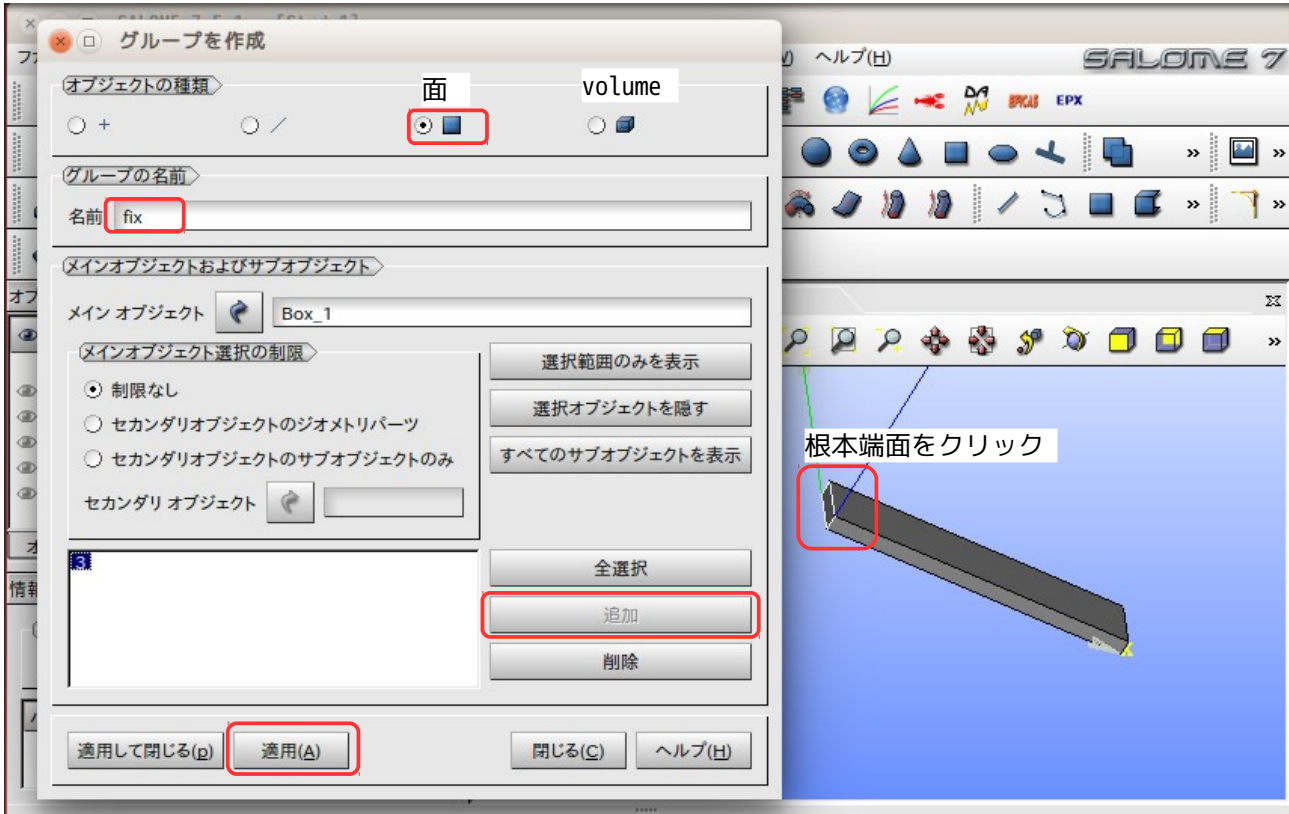 グループを作成
ヘルプ(H)
SALOME 7
オブジェクトの種類
面
volume
BRCAS
EPX
グループの名前
名前
fix
メインオブジェクトおよびサブオブジェクト
メイン オブジェクト
Box_1
メインオブジェクト選択の制限
制限なし
セカンダリオブジェクトのジオメトリパーツ
セカンダリオブジェクトのサブオブジェクトのみ
セカンダリ オブジェクト
選択範囲のみを表示
選択オブジェクトを隠す
すべてのサブオブジェクトを表示
根本端面をクリック
3
全選択
追加
削除
情報
適用して閉じる(p)
適用(A)
閉じる(C)
ヘルプ(H)